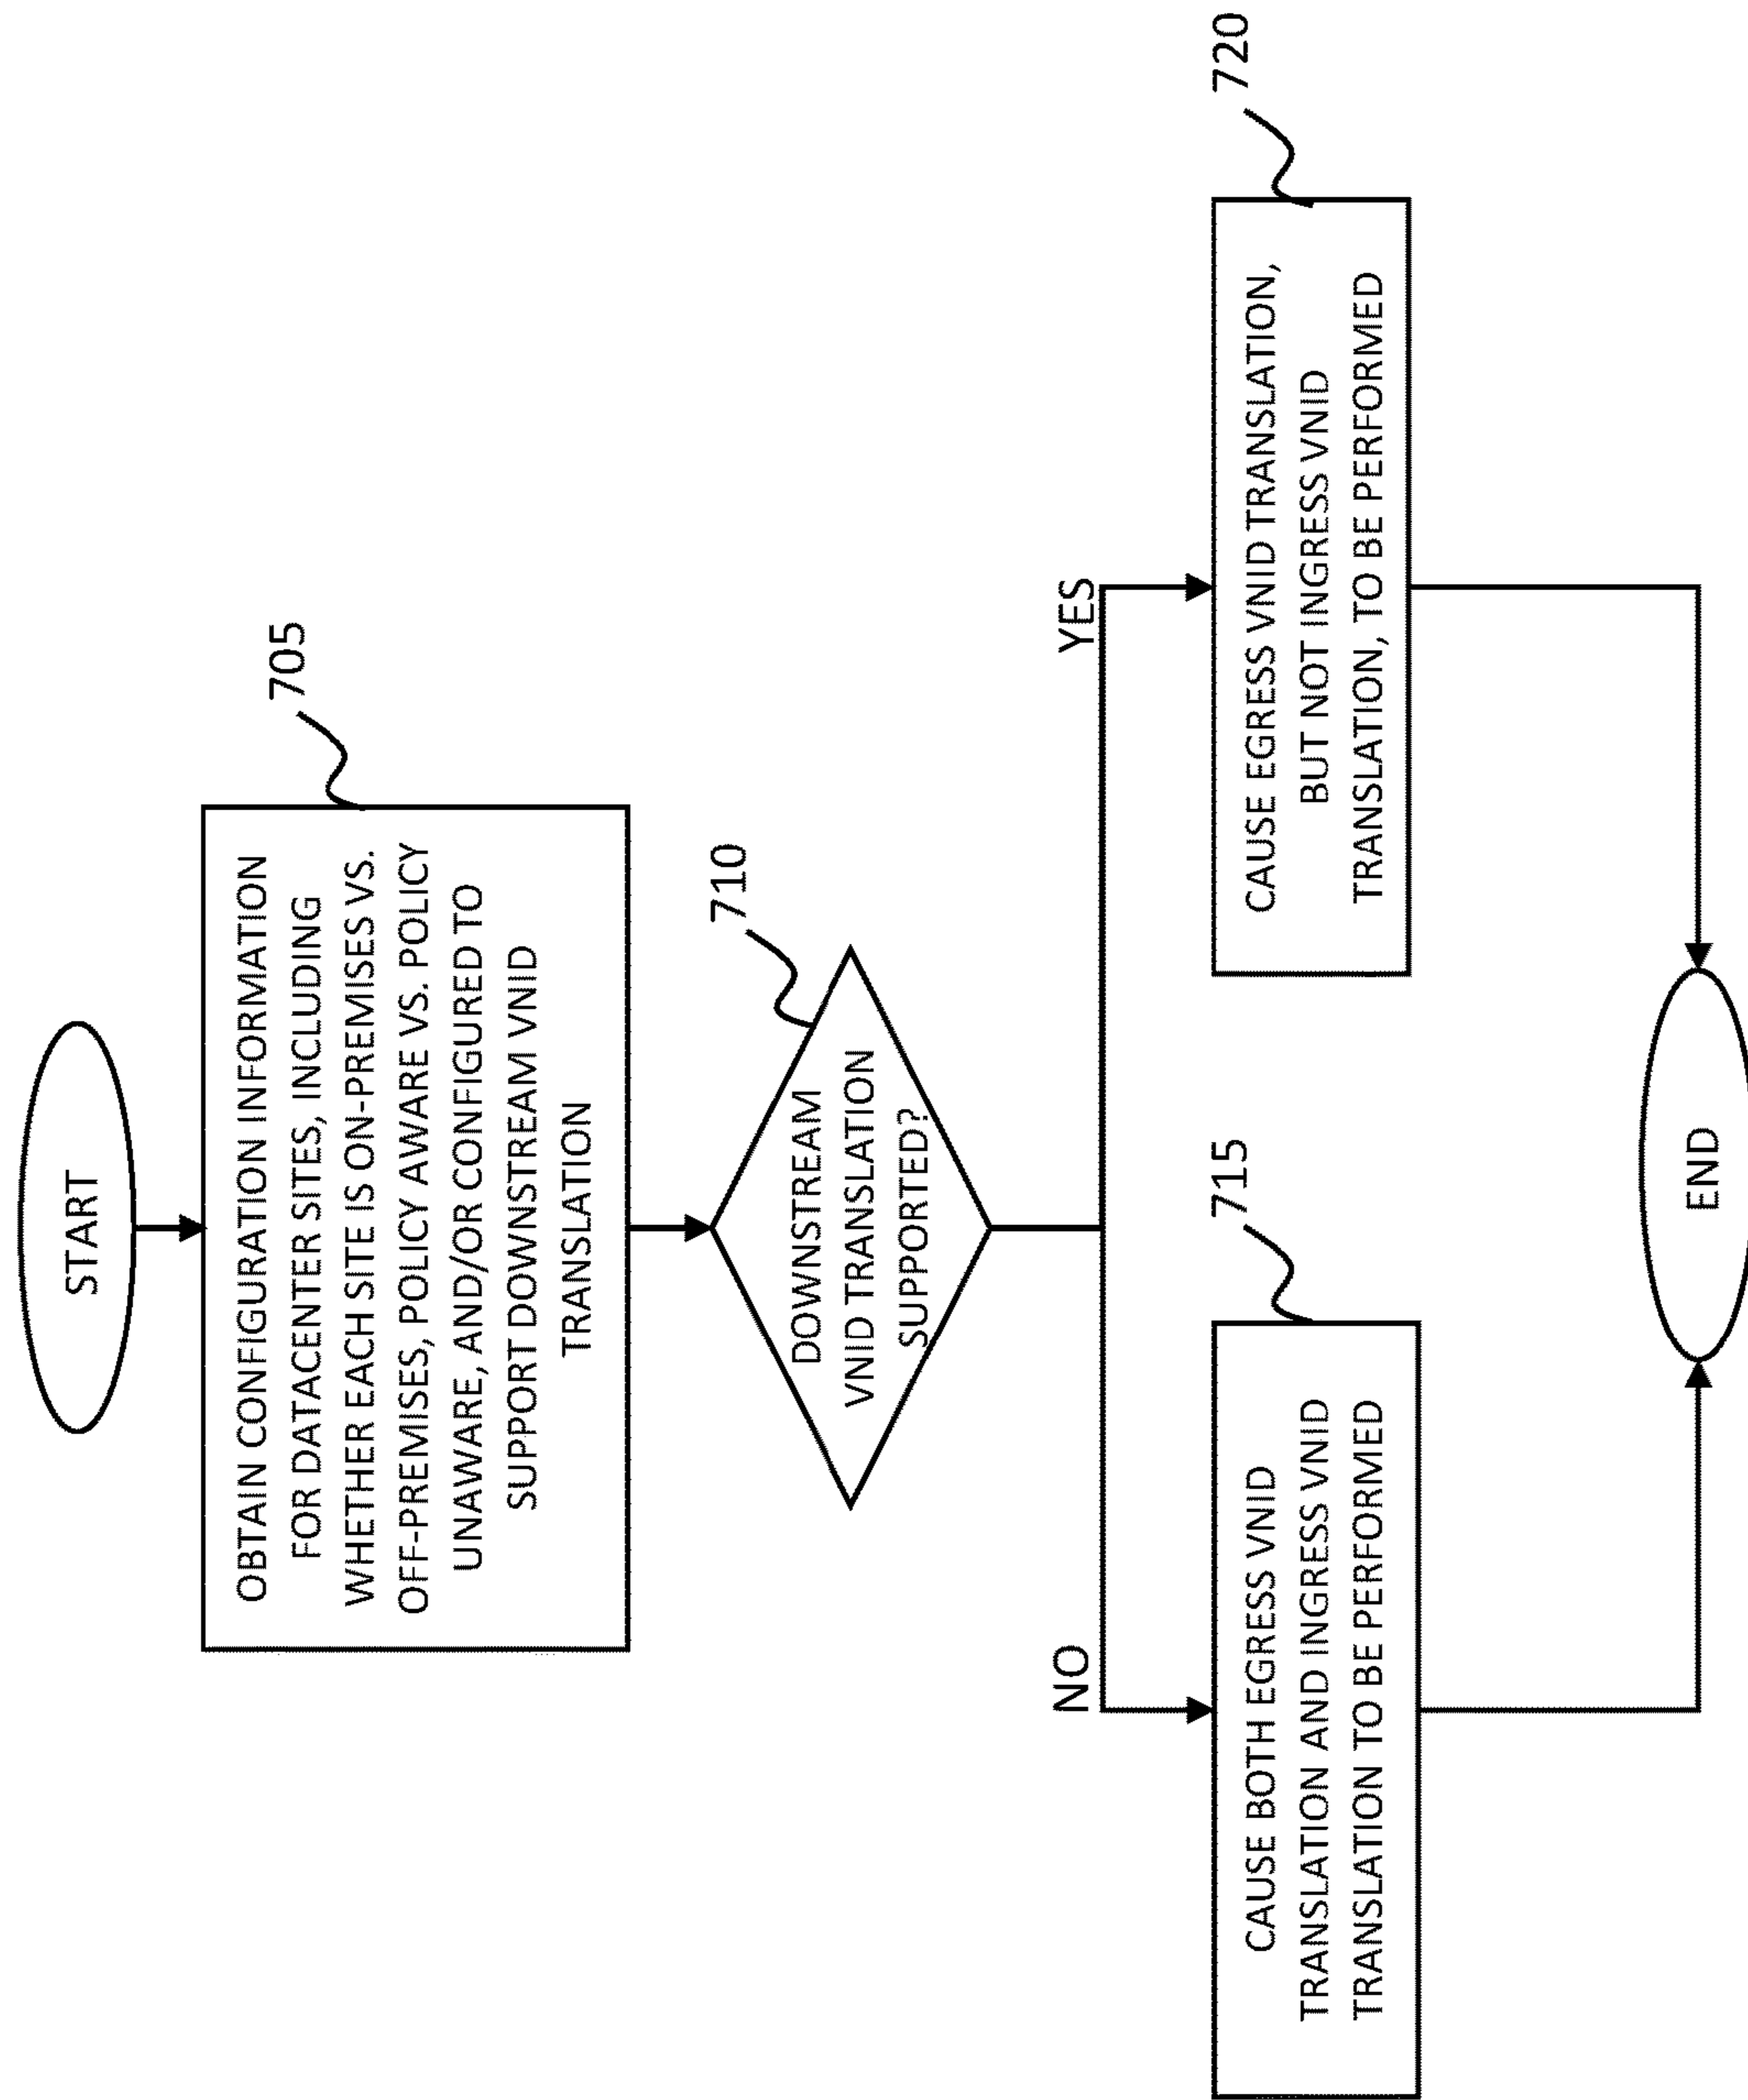 START
705
OBTAIN CONFIGURATION INFORMATION
FOR DATACENTER SITES, INCLUDING
WHETHER EACH SITE IS ON-PREMISES VS.
OFF-PREMISES, POLICY AWARE VS. POLICY
UNAWARE, AND/OR CONFIGURED TO
SUPPORT DOWNSTREAM VNID
TRANSLATION
710
DOWNSTREAM
VNID TRANSLATION
SUPPORTED?
NO
YES
715
CAUSE BOTH EGRESS VNID
TRANSLATION AND INGRESS VNID
TRANSLATION TO BE PERFORMED
720
CAUSE EGRESS VNID TRANSLATION,
BUT NOT INGRESS VNID
TRANSLATION, TO BE PERFORMED
END